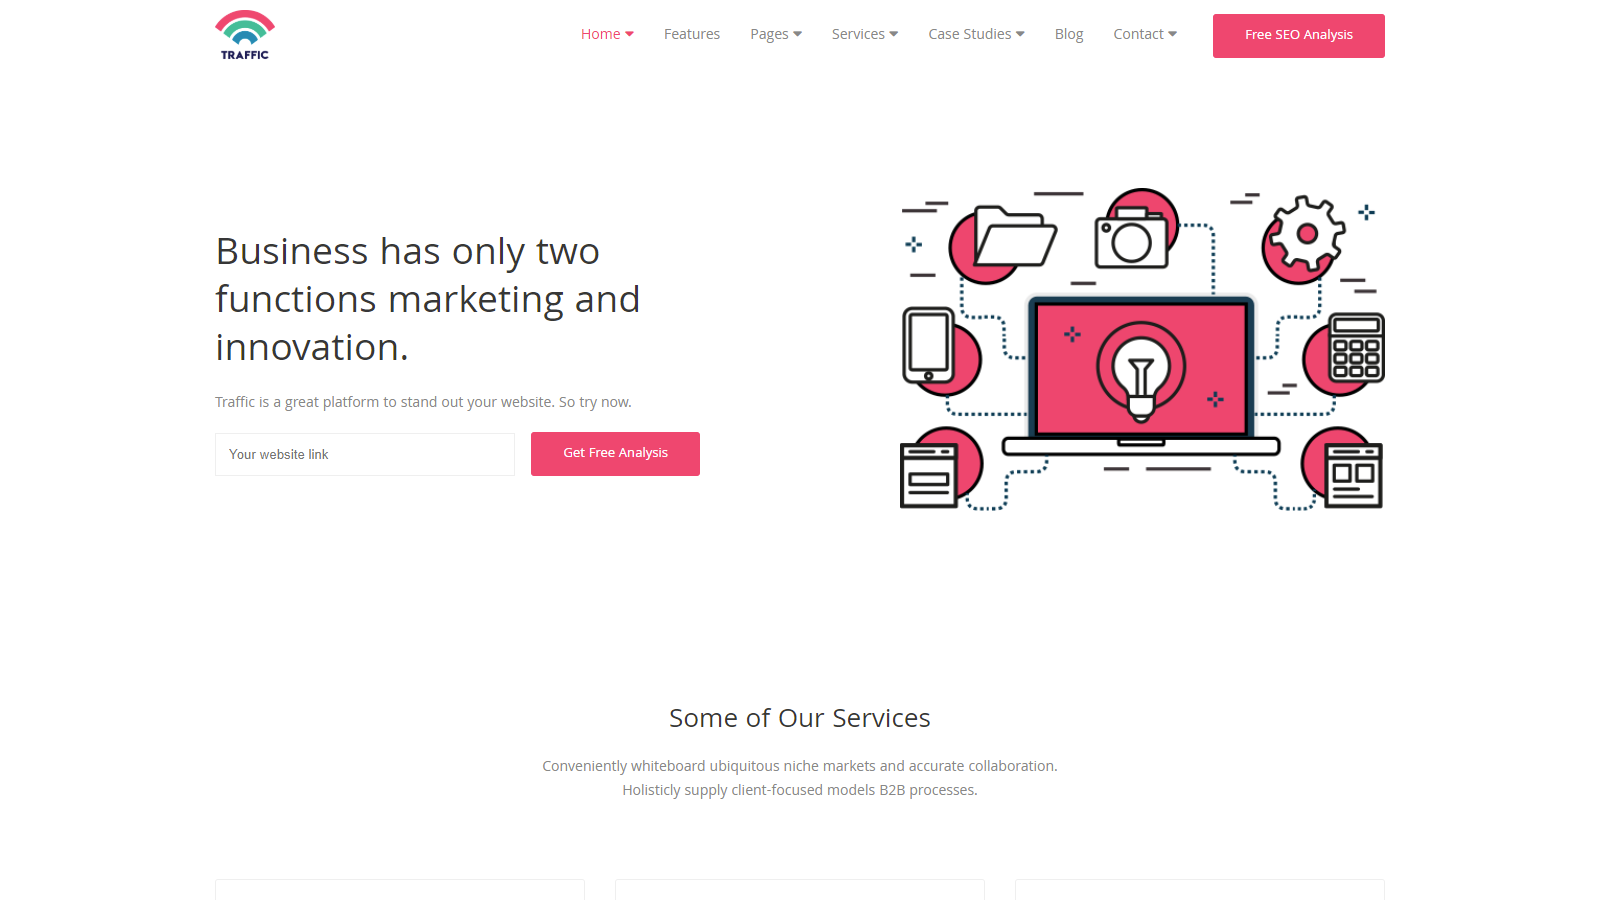 TRAFFIC
Home
Features
Pages
Services
Case Studies
Blog
Contact
Free SEO Analysis
Business has only two
functions marketing and
innovation.
Traffic is a great platform to stand out your website. So try now.
Your website link
Get Free Analysis
Some of Our Services
Conveniently whiteboard ubiquitous niche markets and accurate collaboration.
Holisticly supply client-focused models B2B processes.